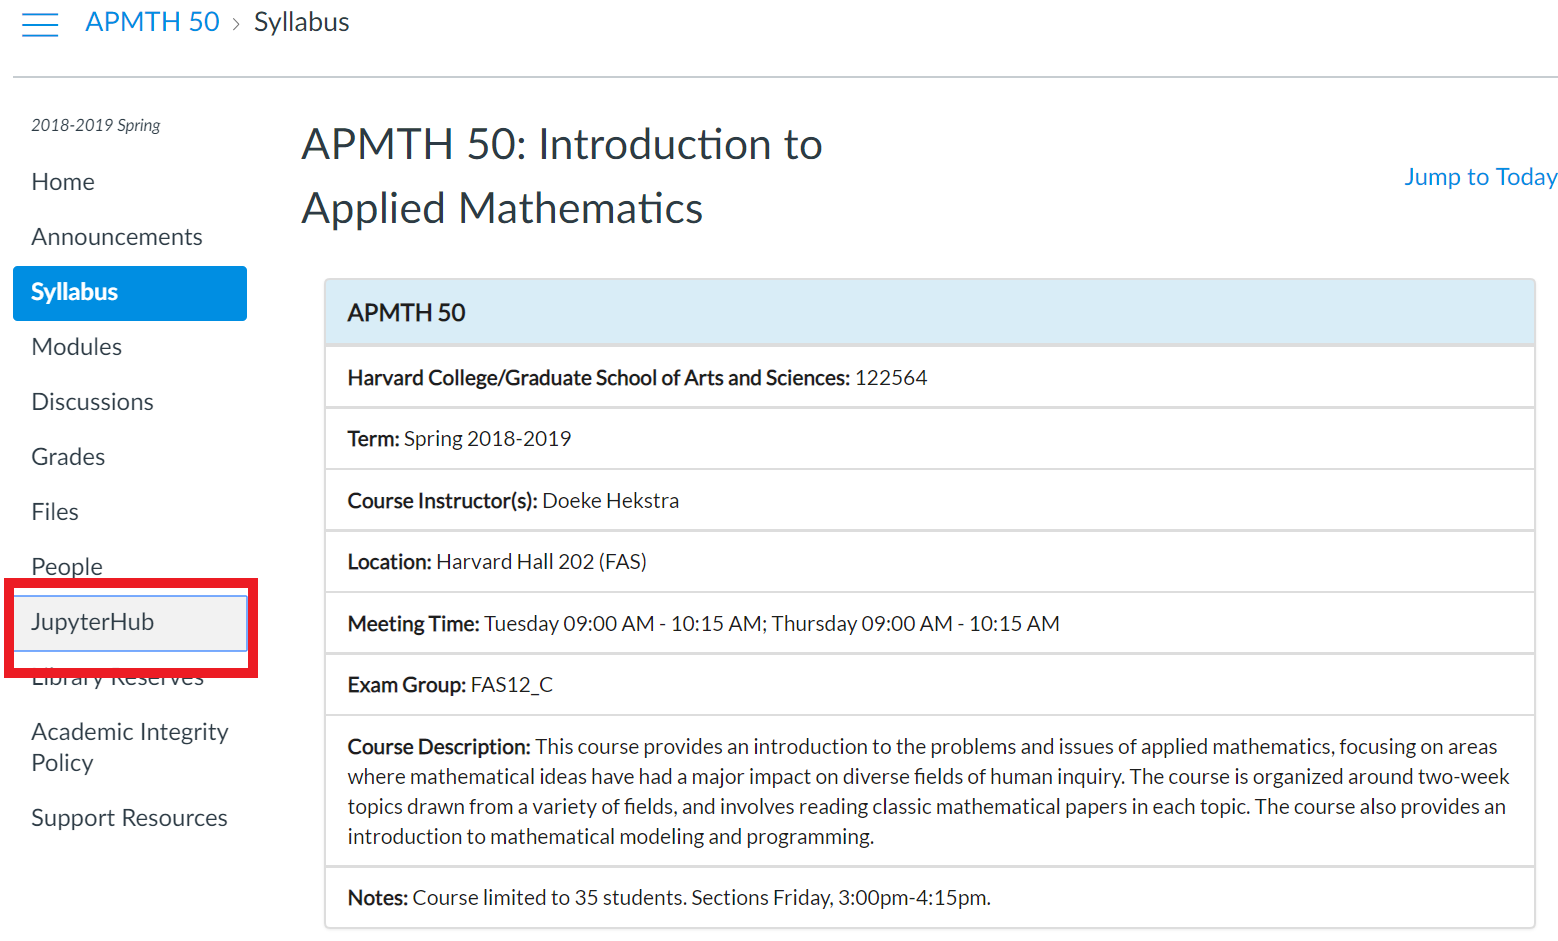 APMTH 50 › Syllabus
2018-2019 Spring
Home
Announcements
Syllabus
Modules
Discussions
Grades
Files
People
JupyterHub
Library Reserves
Academic Integrity
Policy
Support Resources
APMTH 50: Introduction to
Applied Mathematics
Jump to Today
APMTH 50
Harvard College/Graduate School of Arts and Sciences: 122564
Term: Spring 2018-2019
Course Instructor(s): Doeke Hekstra
Location: Harvard Hall 202 (FAS)
Meeting Time: Tuesday 09:00 AM - 10:15 AM; Thursday 09:00 AM - 10:15 AM
Exam Group: FAS12_C
Course Description: This course provides an introduction to the problems and issues of applied mathematics, focusing on areas
where mathematical ideas have had a major impact on diverse fields of human inquiry. The course is organized around two-week
topics drawn from a variety of fields, and involves reading classic mathematical papers in each topic. The course also provides an
introduction to mathematical modeling and programming.
Notes: Course limited to 35 students. Sections Friday, 3:00pm-4:15pm.